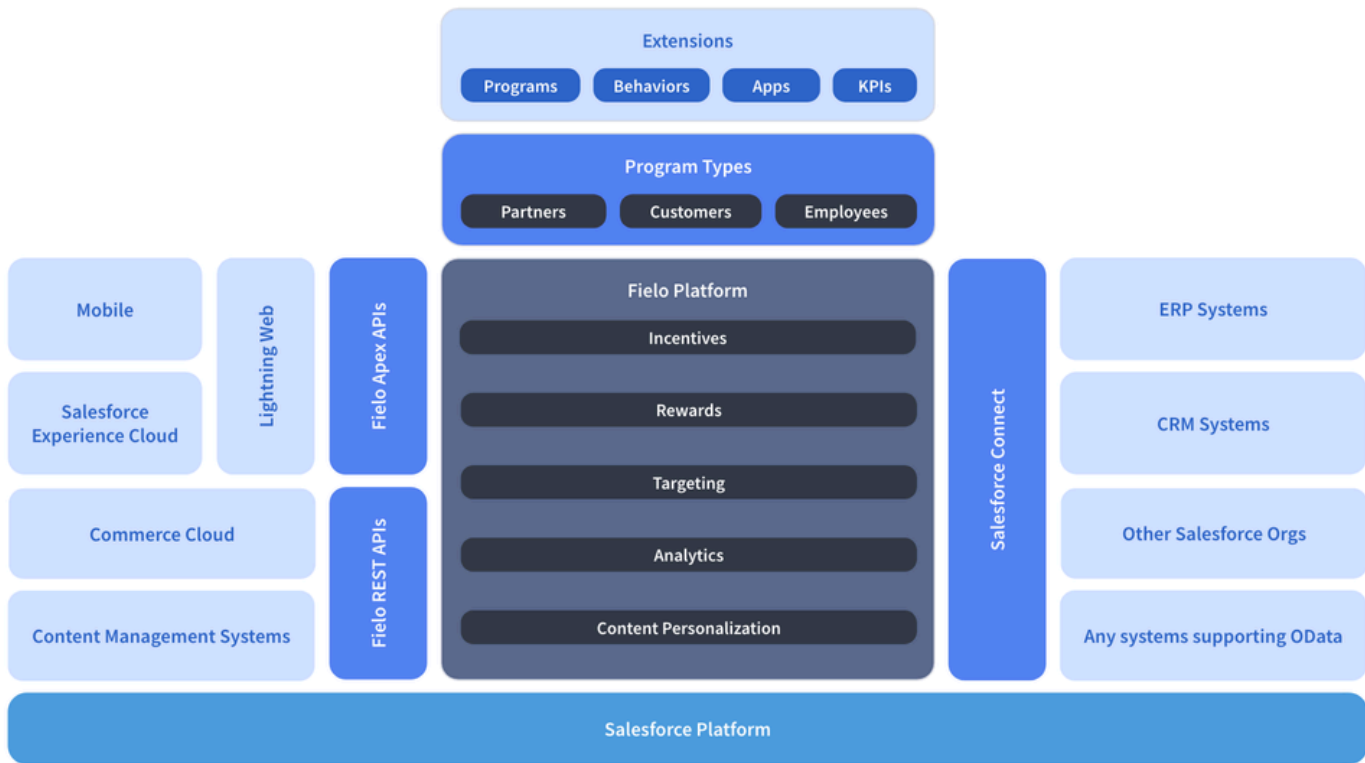 Extensions
Programs
Behaviors
Apps
KPIs
Program Types
Partners
Customers
Employees
Mobile
Salesforce
Experience Cloud
Lightning Web
Commerce Cloud
Content Management Systems
Fielo Apex APIs
Fielo REST APIs
Fielo Platform
Incentives
Rewards
Targeting
Analytics
Content Personalization
Salesforce Connect
ERP Systems
CRM Systems
Other Salesforce Orgs
Any systems supporting OData
Salesforce Platform